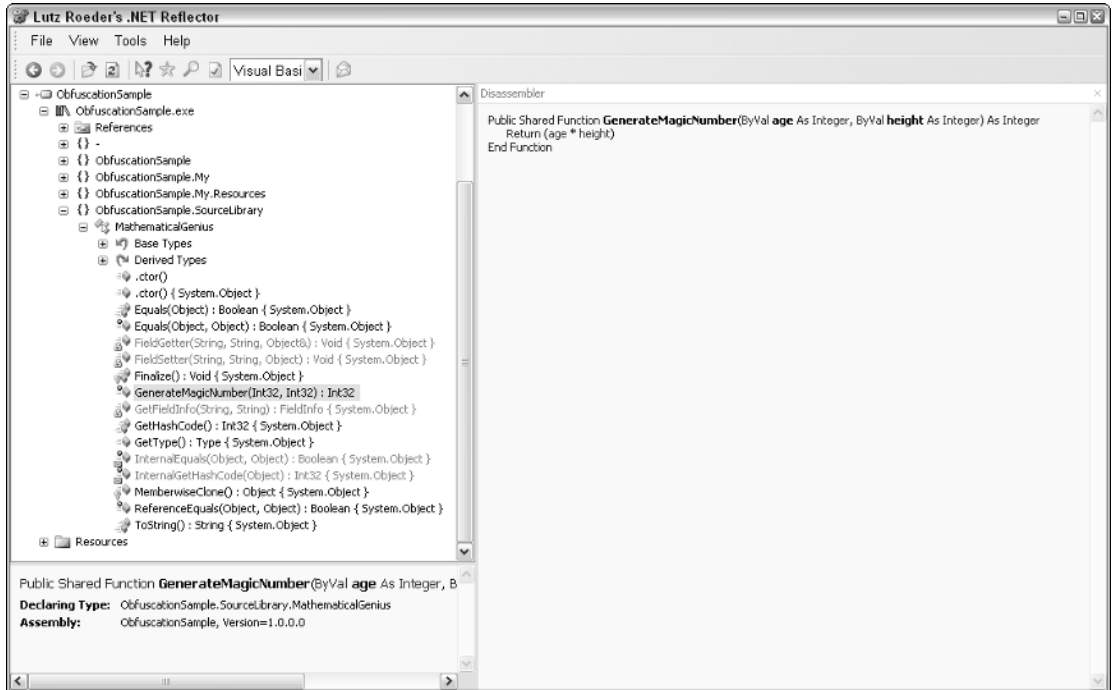 Lutz Roeder's .NET Reflector
File View Tools Help
Visual Basi
ObfuscationSample
ObfuscationSample.exe
References
{} -
{} ObfuscationSample
{} ObfuscationSample.My
{} ObfuscationSample.My.Resources
{} ObfuscationSample.SourceLibrary
MathematicalGenius
Base Types
Derived Types
.ctor()
.ctor() { System.Object }
Equals(Object) : Boolean { System.Object }
Equals(Object, Object) : Boolean { System.Object }
FieldGetter(String, String, Object&) : Void { System.Object }
FieldSetter(String, String, Object) : Void { System.Object }
Finalize() : Void { System.Object }
GenerateMagicNumber(Int32, Int32) : Int32
GetFieldInfo(String, String) : FieldInfo { System.Object }
GetHashCode() : Int32 { System.Object }
GetType() : Type { System.Object }
InternalEquals(Object, Object) : Boolean { System.Object }
InternalGetHashCode(Object) : Int32 { System.Object }
MemberwiseClone() : Object { System.Object }
ReferenceEquals(Object, Object) : Boolean { System.Object }
ToString() : String { System.Object }
Resources
Public Shared Function GenerateMagicNumber(ByVal age As Integer, B
Declaring Type: ObfuscationSample.SourceLibrary.MathematicalGenius
Assembly: ObfuscationSample, Version=1.0.0.0
Disassembler
Public Shared Function GenerateMagicNumber(ByVal age As Integer, ByVal height As Integer) As Integer
Return (age * height)
End Function